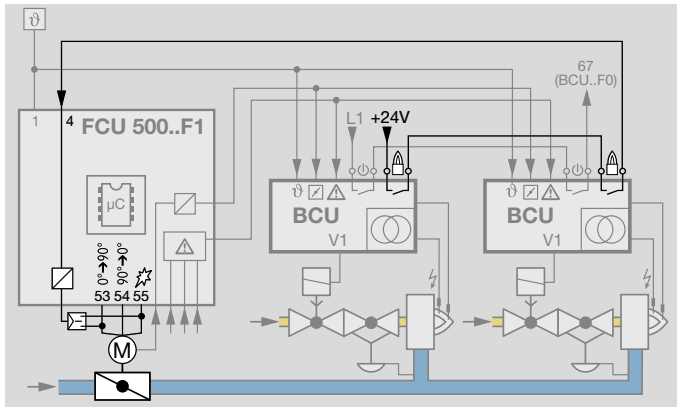 ϑ
67
(BCU..F0)
1
4
FCU 500..F1
L1
+24V
µC
ϑ
BCU
V1
ϑ
BCU
V1
0°➔90°
90°➔0°
53
54
55
M